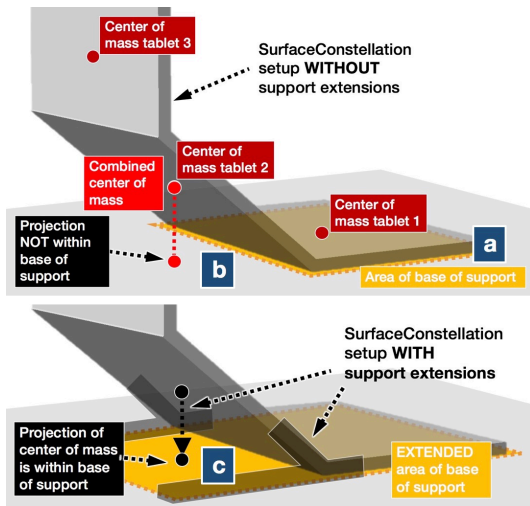 Center of
mass tablet 3
SurfaceConstellation
setup WITHOUT
support extensions
Combined
center of
mass
Center of
mass tablet 2
Center of
mass tablet 1
Projection
NOT within
base of
support
a
b
Area of base of support
SurfaceConstellation
setup WITH
support extensions
Projection of
center of mass
is within base
of support
c
EXTENDED
area of base
of support